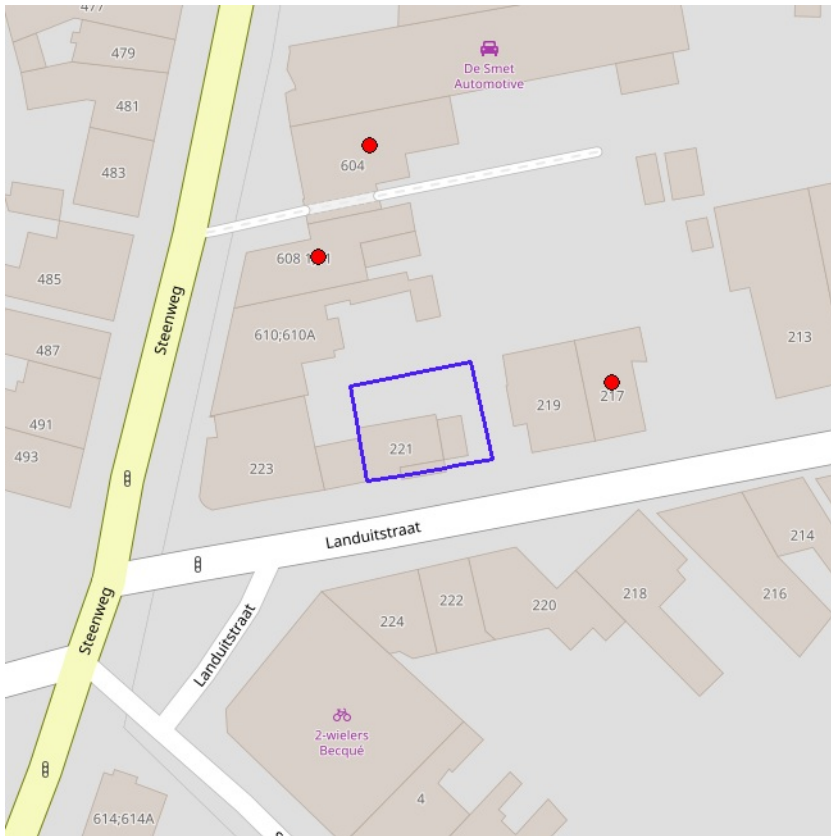 477
479
481
483
485
487
491
493
De Smet
Automotive
604
608
610;610A
Steenweg
213
219
217
221
223
Landuitstraat
214
216
218
220
222
224
Landuitstraat
Steenweg
2-wielers
Becqué
4
614;614A